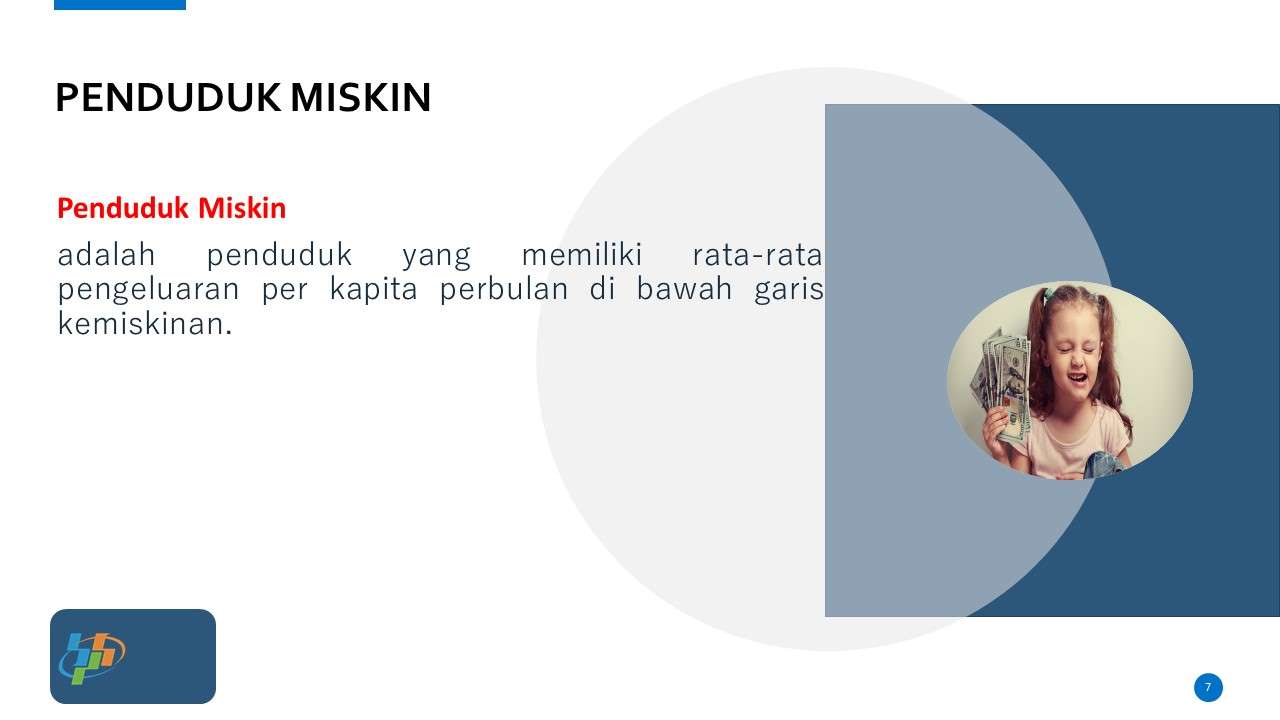 PENDUDUK MISKIN
Penduduk Miskin
adalah penduduk yang memiliki rata-rata
pengeluaran per kapita perbulan di bawah garis
kemiskinan.
7